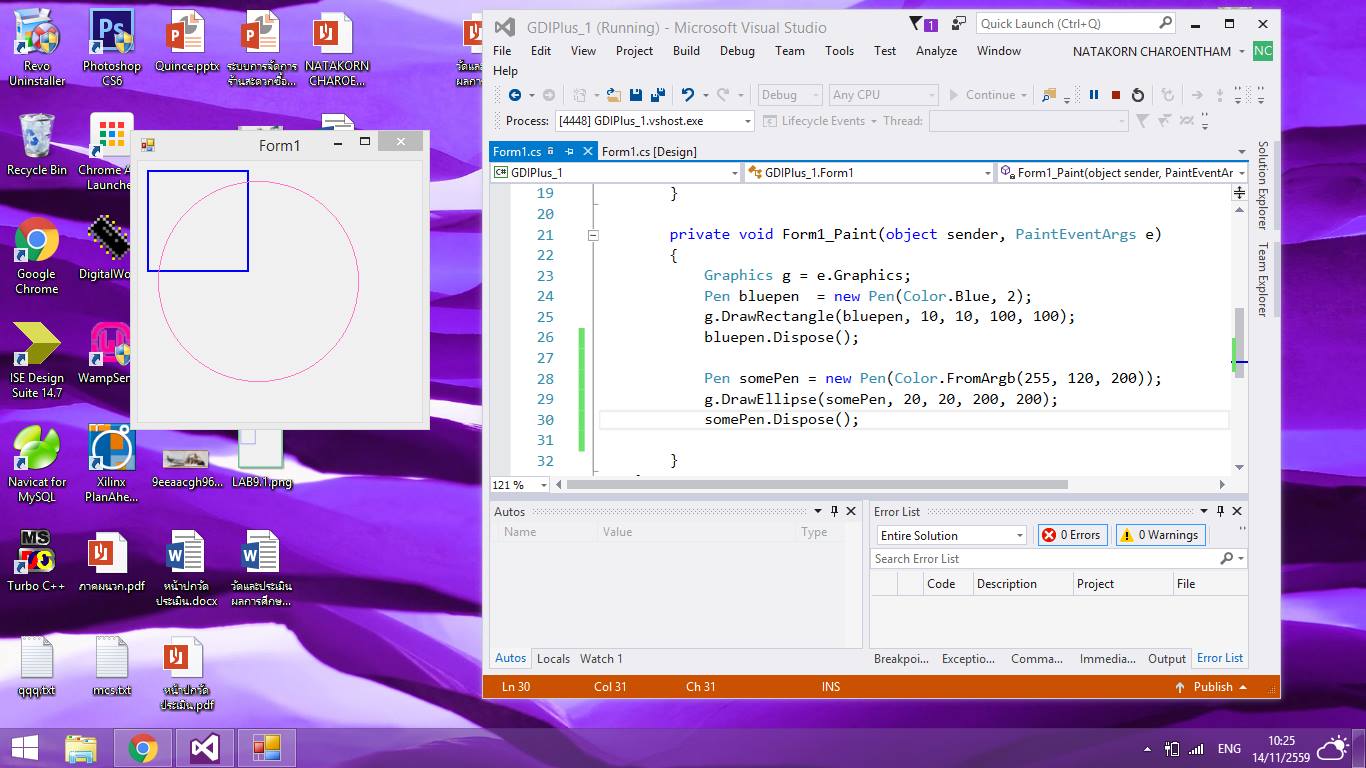 Revo
Uninstaller
Photoshop
CS6
Quince.pptx
ระบบการจัดการ
ร้านสะดวกซื้อ...
NATAKORN
CHAROE...
Recycle Bin
Chrome A
Launche
Google
Chrome
DigitalWo
ISE Design
Suite 14.7
WampSen
Navicat for
MySQL
Xilinx
PlanAhe...
9eeaacgh96...
LAB9.1.png
MS
DOS
Turbo C++
ภาคผนวก.pdf
หน้าปกวัด
ประเมิน.docx
วัดและประเมิน
ผลการศึกษ...
qqq.txt
mcs.txt
หน้าปกวัด
ประเมิน.pdf
Form1
GDIPlus_1 (Running) - Microsoft Visual Studio
1
Quick Launch (Ctrl+Q)
File Edit View Project Build Debug Team Tools Test Analyze Window NATAKORN CHAROENTHAM NC
Help
Debug Any CPU Continue
Process: [4448] GDIPlus_1.vshost.exe Lifecycle Events Thread:
Form1.cs Form1.cs [Design]
GDIPlus_1 GDIPlus_1.Form1 Form1_Paint(object sender, PaintEventAr
19 }
20
21 private void Form1_Paint(object sender, PaintEventArgs e)
22 {
23 Graphics g = e.Graphics;
24 Pen bluepen  = new Pen(Color.Blue, 2);
25 g.DrawRectangle(bluepen, 10, 10, 100, 100);
26 bluepen.Dispose();
27
28 Pen somePen = new Pen(Color.FromArgb(255, 120, 200));
29 g.DrawEllipse(somePen, 20, 20, 200, 200);
30 somePen.Dispose();
31
32 }
121 %
Solution Explorer
Team Explorer
Autos
Name Value Type
Autos Locals Watch 1
Error List
Entire Solution 0 Errors 0 Warnings
Search Error List
Code Description Project File
Breakpoi... Exceptio... Comma... Immedia... Output Error List
Ln 30 Col 31 Ch 31 INS Publish
ENG
10:25
14/11/2559